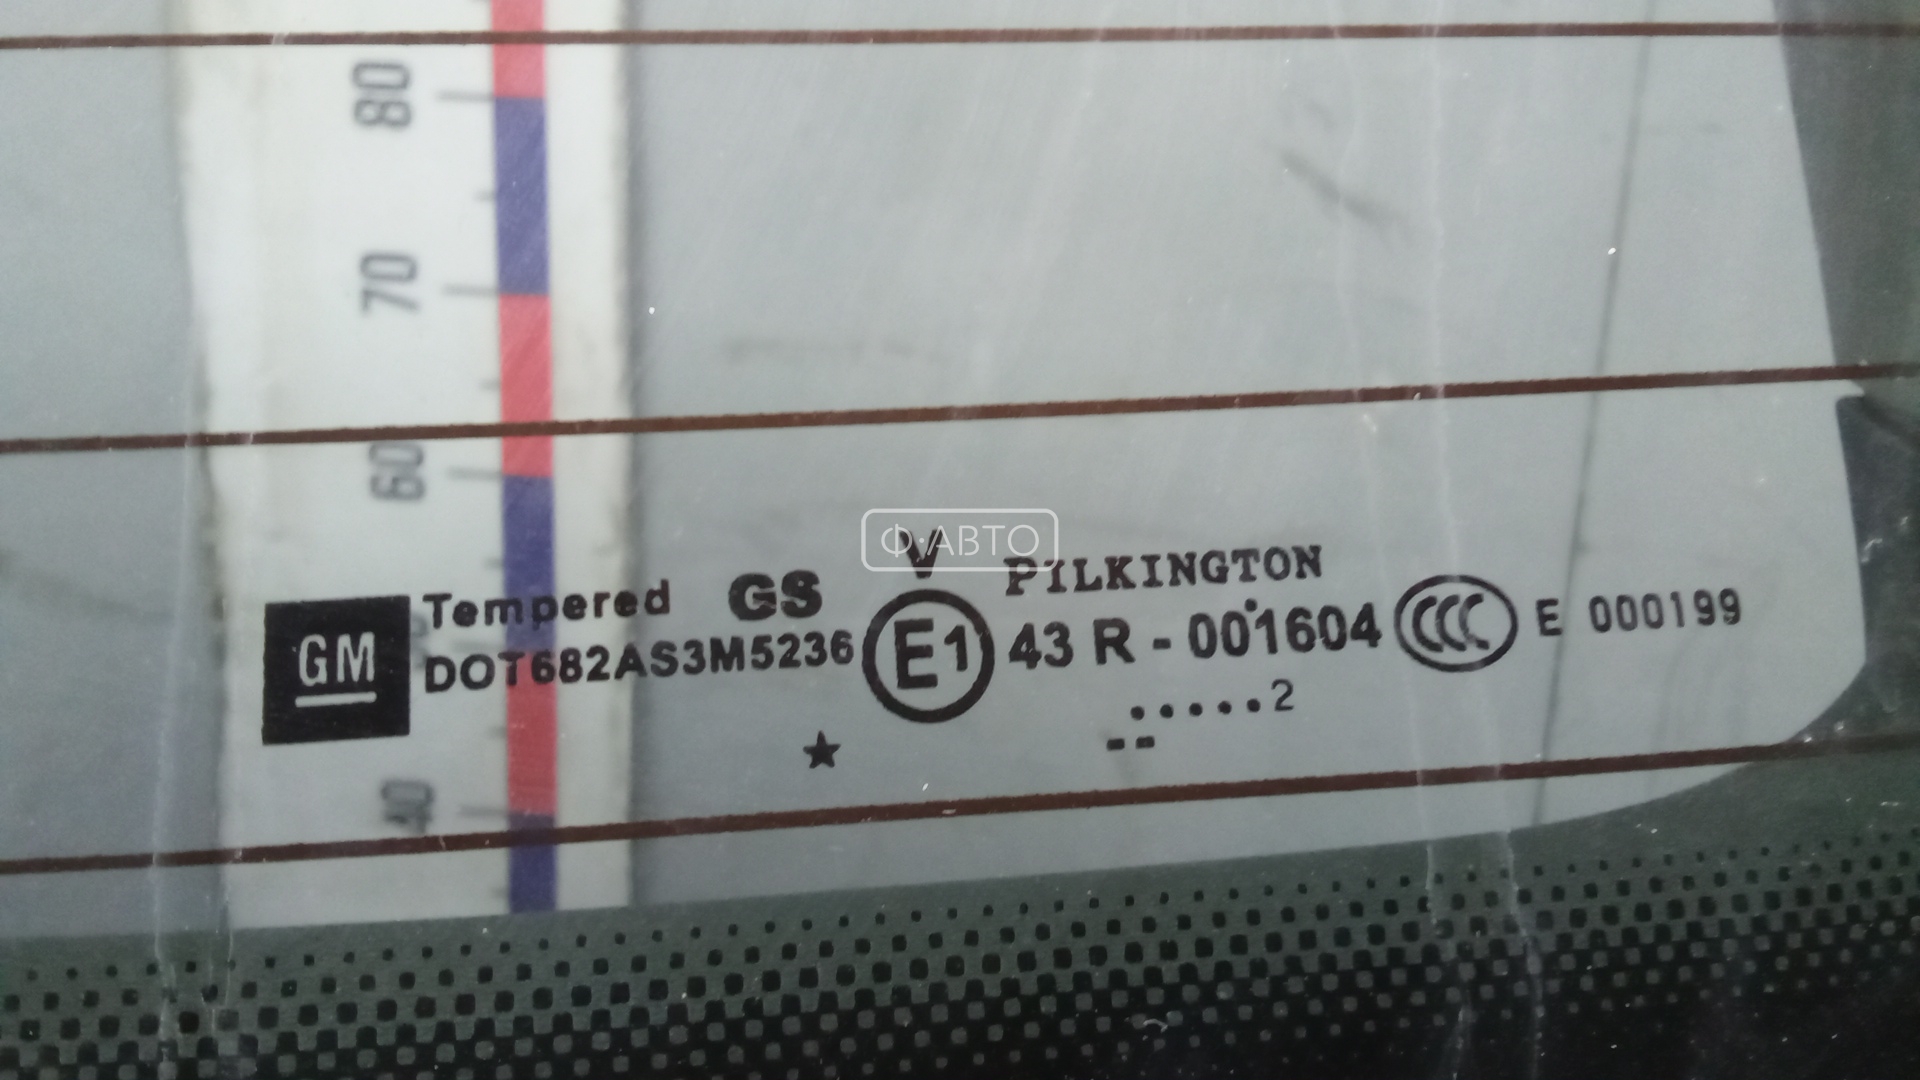 80
70
60
40
Ф·АВТО
V
PILKINGTON
Tempered GS
GM
DOT682AS3M5236 E1 43 R - 001604 CCC E 000199
.....2